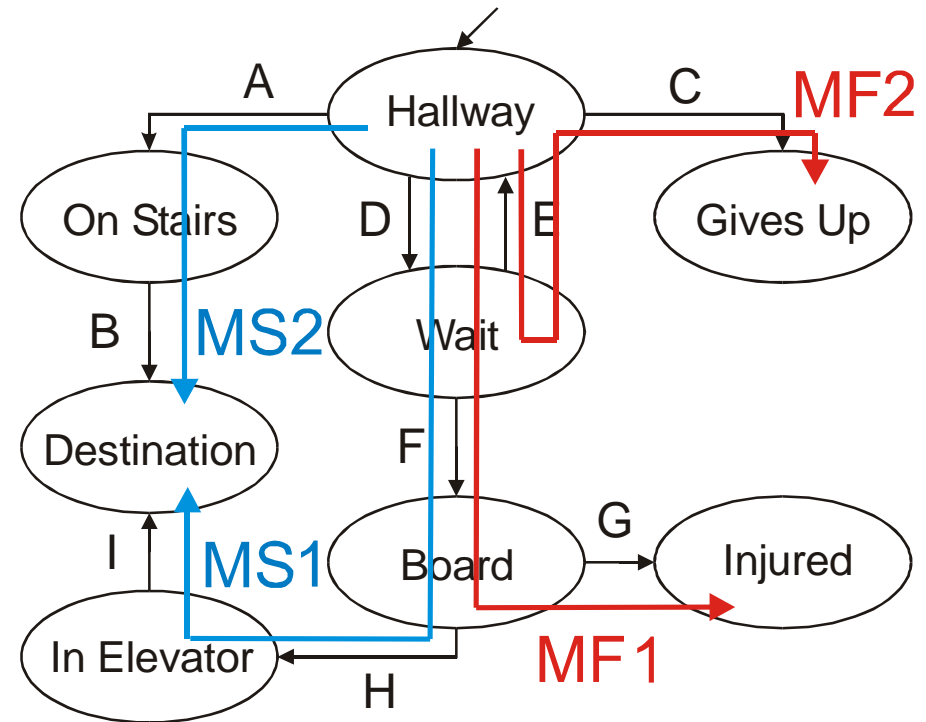 A
Hallway
C
MF2
On Stairs
D
E
Gives Up
B
MS2
Wait
Destination
F
G
I
MS1
Board
Injured
In Elevator
H
MF1